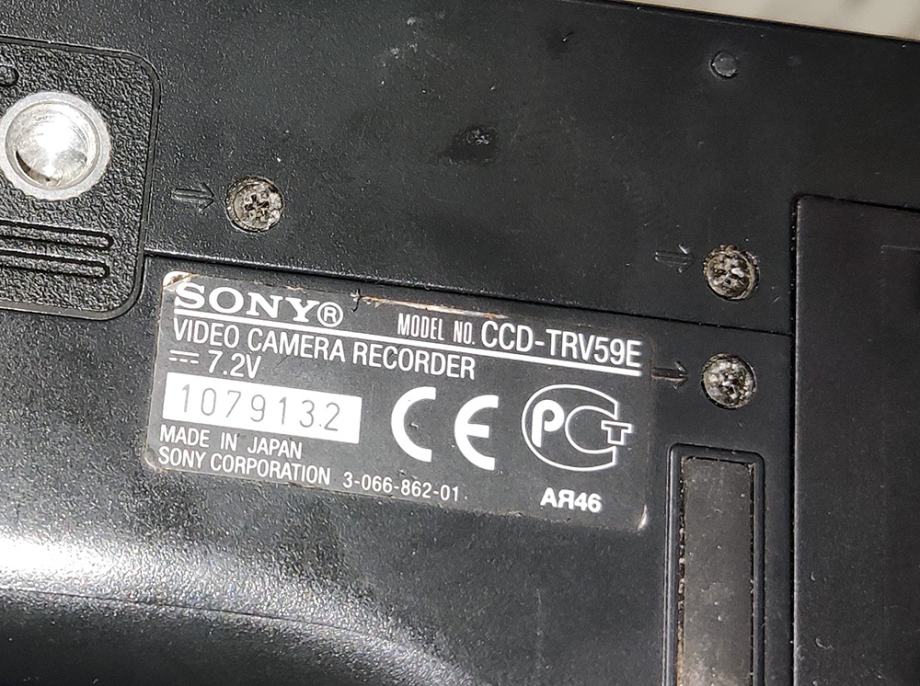 SONY®
MODEL NO. CCD-TRV59E
VIDEO CAMERA RECORDER
⎓ 7.2V
1079132
CE
РСТ
MADE IN JAPAN
SONY CORPORATION 3-066-862-01
АЯ46